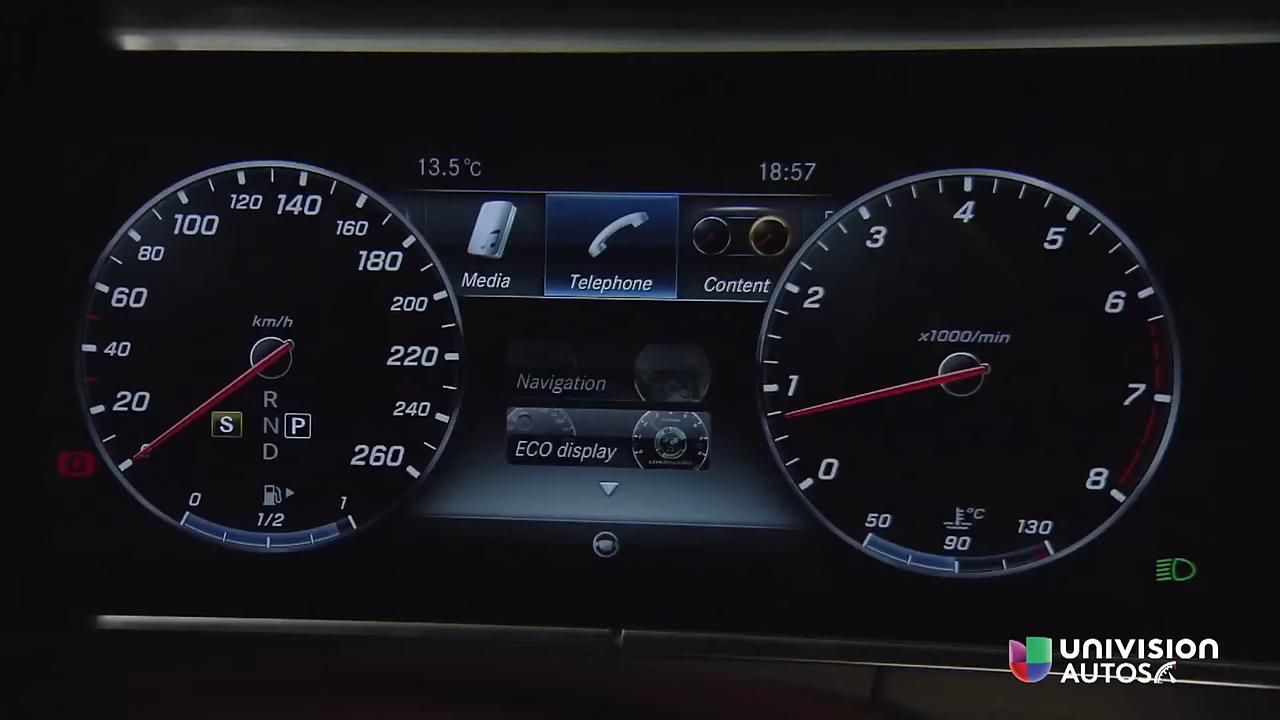 13.5°C
18:57
Media
Telephone
Content
Navigation
ECO display
km/h
0
20
40
60
80
100
120
140
160
180
200
220
240
260
S
R
N
D
P
0
1/2
1
x1000/min
0
1
2
3
4
5
6
7
8
°C
50
90
130
UNIVISION
AUTOS